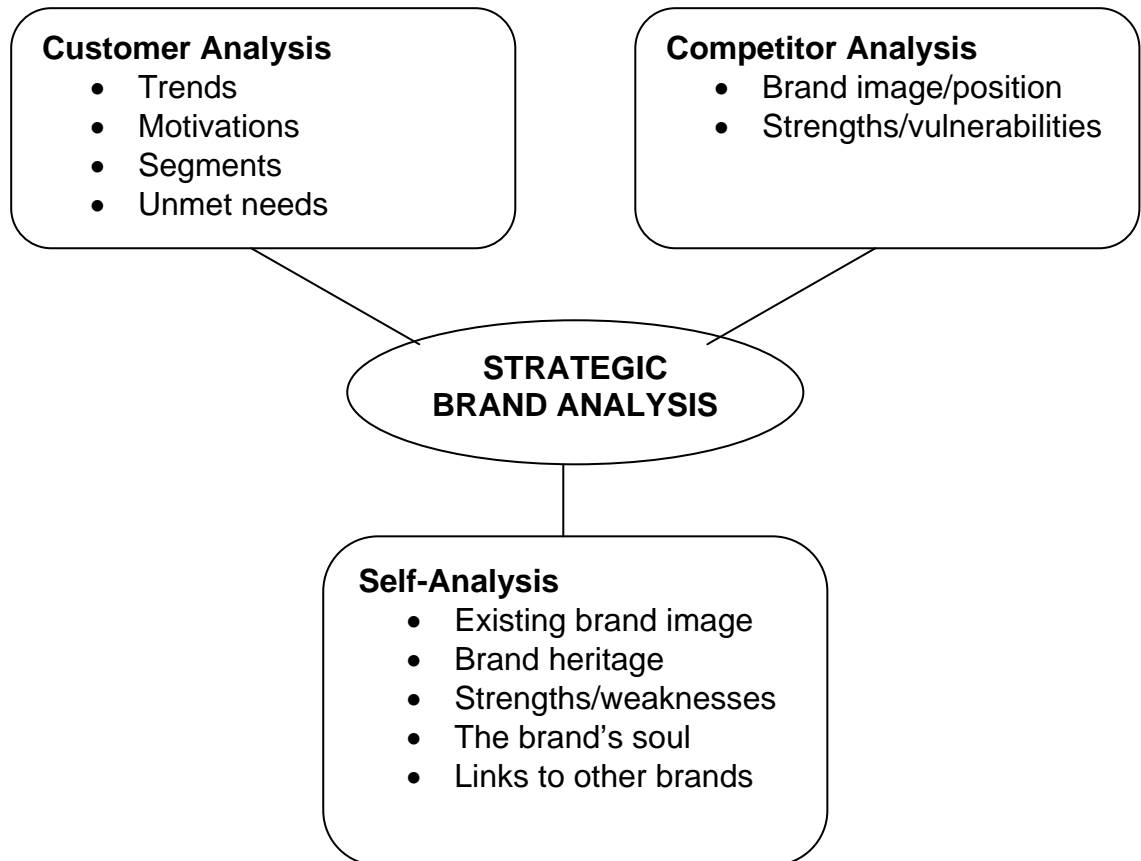 Customer Analysis
• Trends
• Motivations
• Segments
• Unmet needs
Competitor Analysis
• Brand image/position
• Strengths/vulnerabilities
STRATEGIC
BRAND ANALYSIS
Self-Analysis
• Existing brand image
• Brand heritage
• Strengths/weaknesses
• The brand’s soul
• Links to other brands